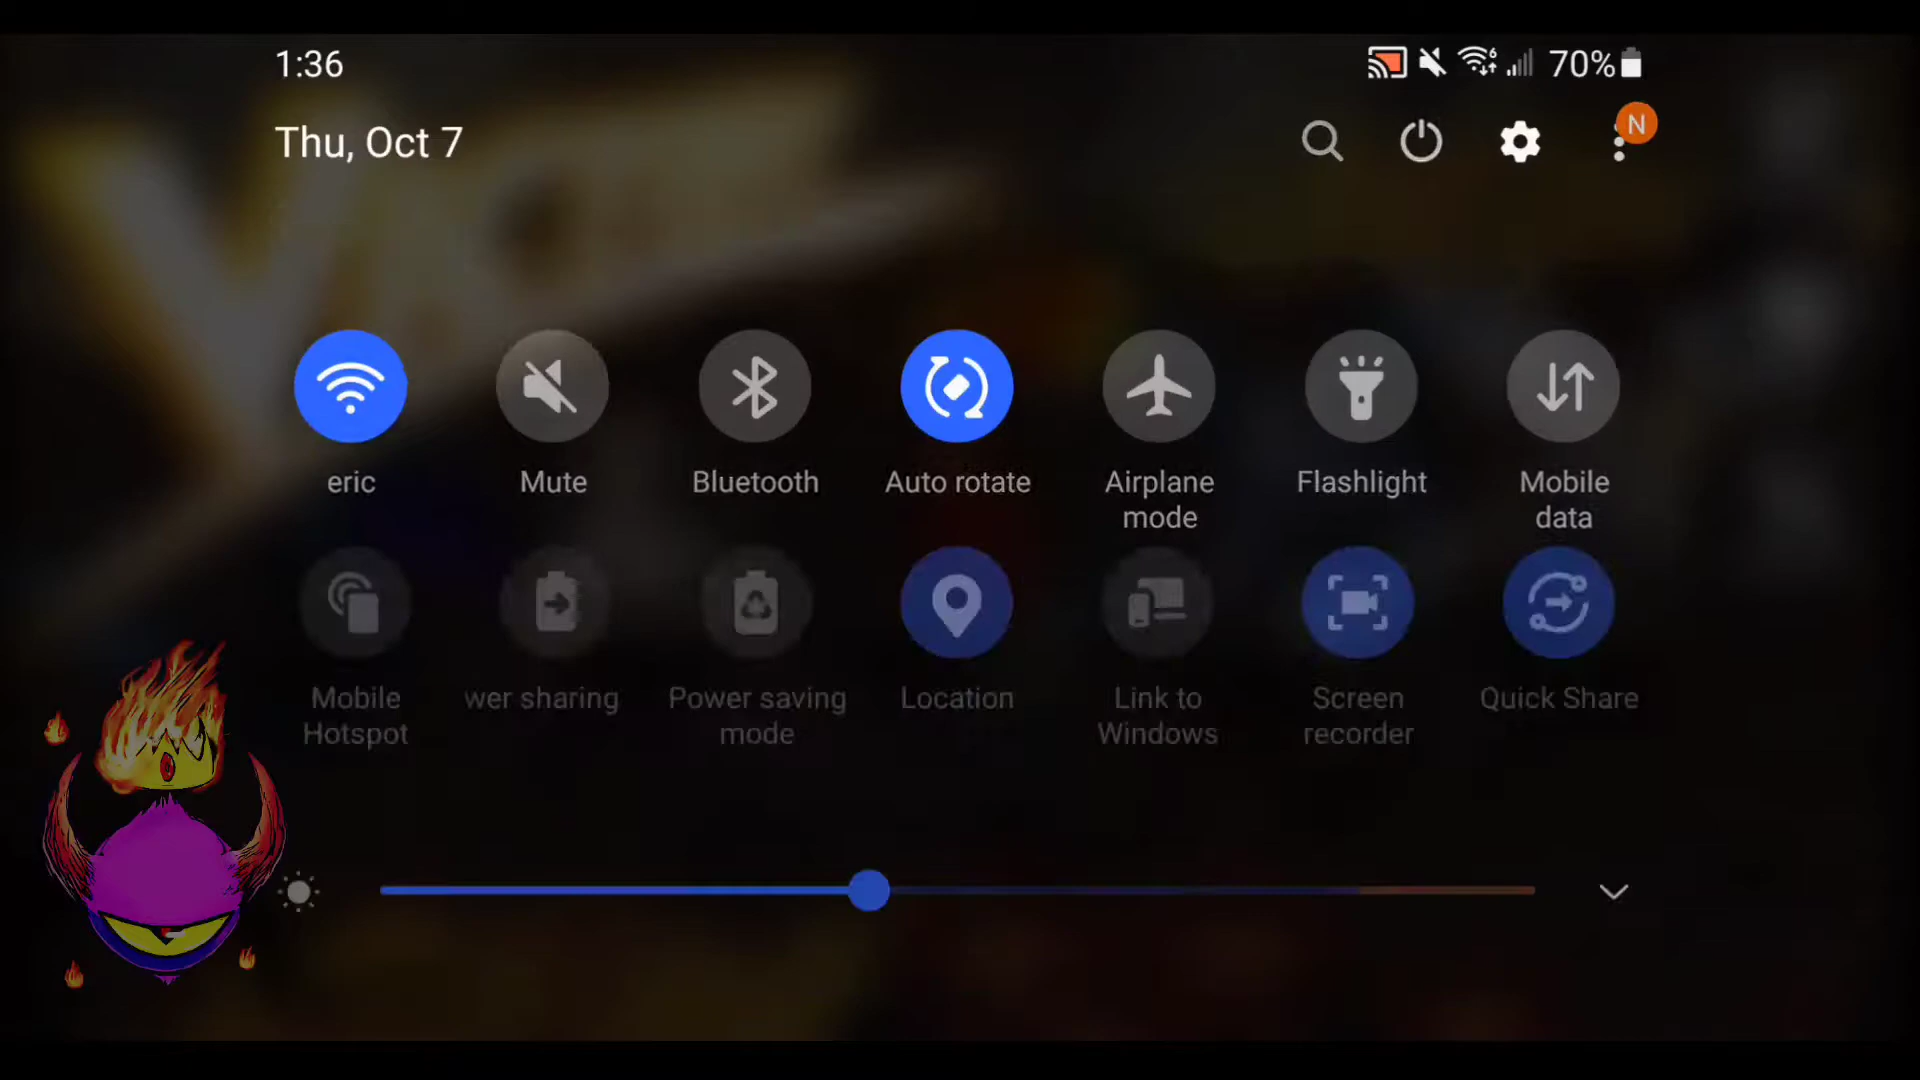 1:36
6
70%
Thu, Oct 7
N
eric
Mute
Bluetooth
Auto rotate
Airplane
mode
Flashlight
Mobile
data
Mobile
Hotspot
wer sharing
Power saving
mode
Location
Link to
Windows
Screen
recorder
Quick Share